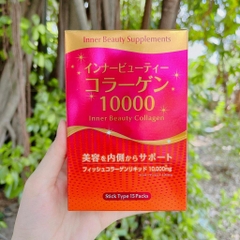 Inner Beauty Supplements
インナービューティー
コラーゲン
10000
Inner Beauty Collagen
美容を内側からサポート
フィッシュコラーゲンリキッド 10,000mg
Stick Type 15 Packs